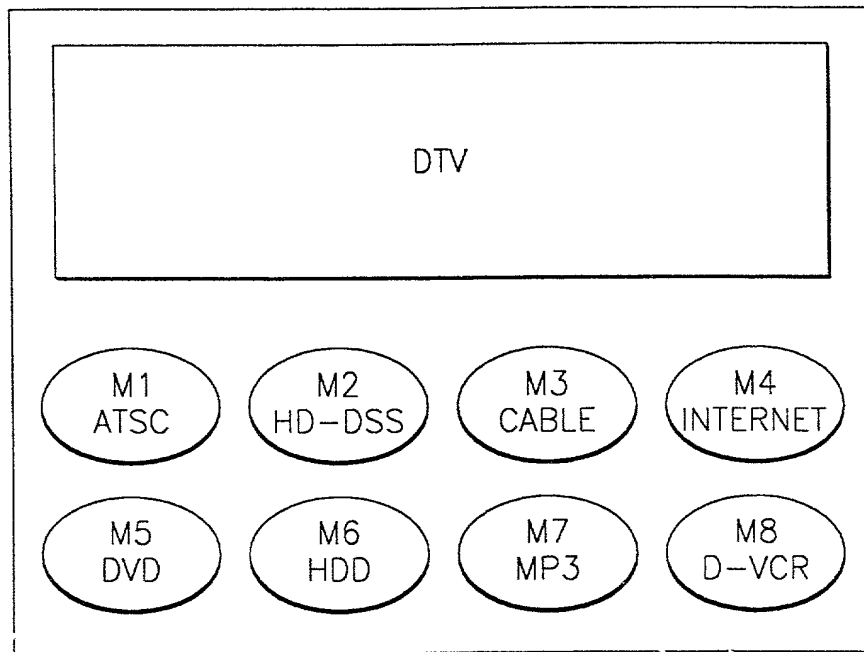 DTV
M1
ATSC
M2
HD-DSS
M3
CABLE
M4
INTERNET
M5
DVD
M6
HDD
M7
MP3
M8
D-VCR